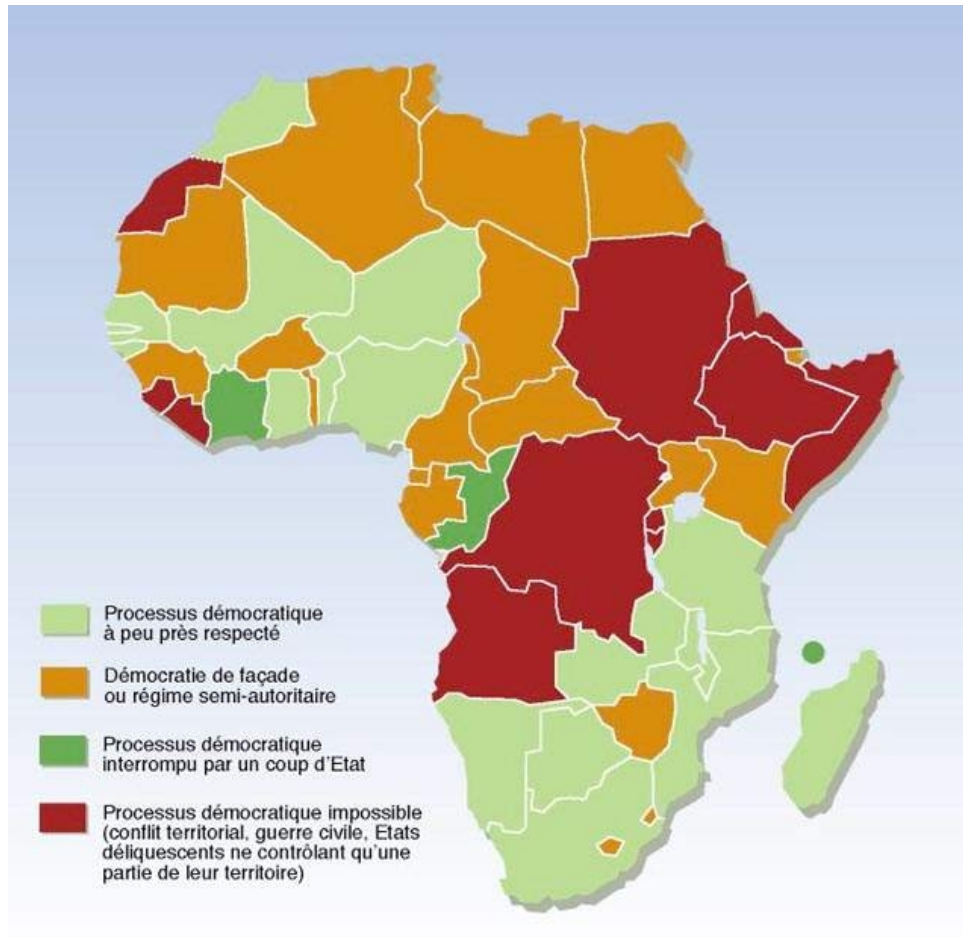 Processus démocratique
à peu près respecté
Démocratie de façade
ou régime semi-autoritaire
Processus démocratique
interrompu par un coup d'Etat
Processus démocratique impossible
(conflit territorial, guerre civile, Etats
déliquescents ne contrôlant qu'une
partie de leur territoire)